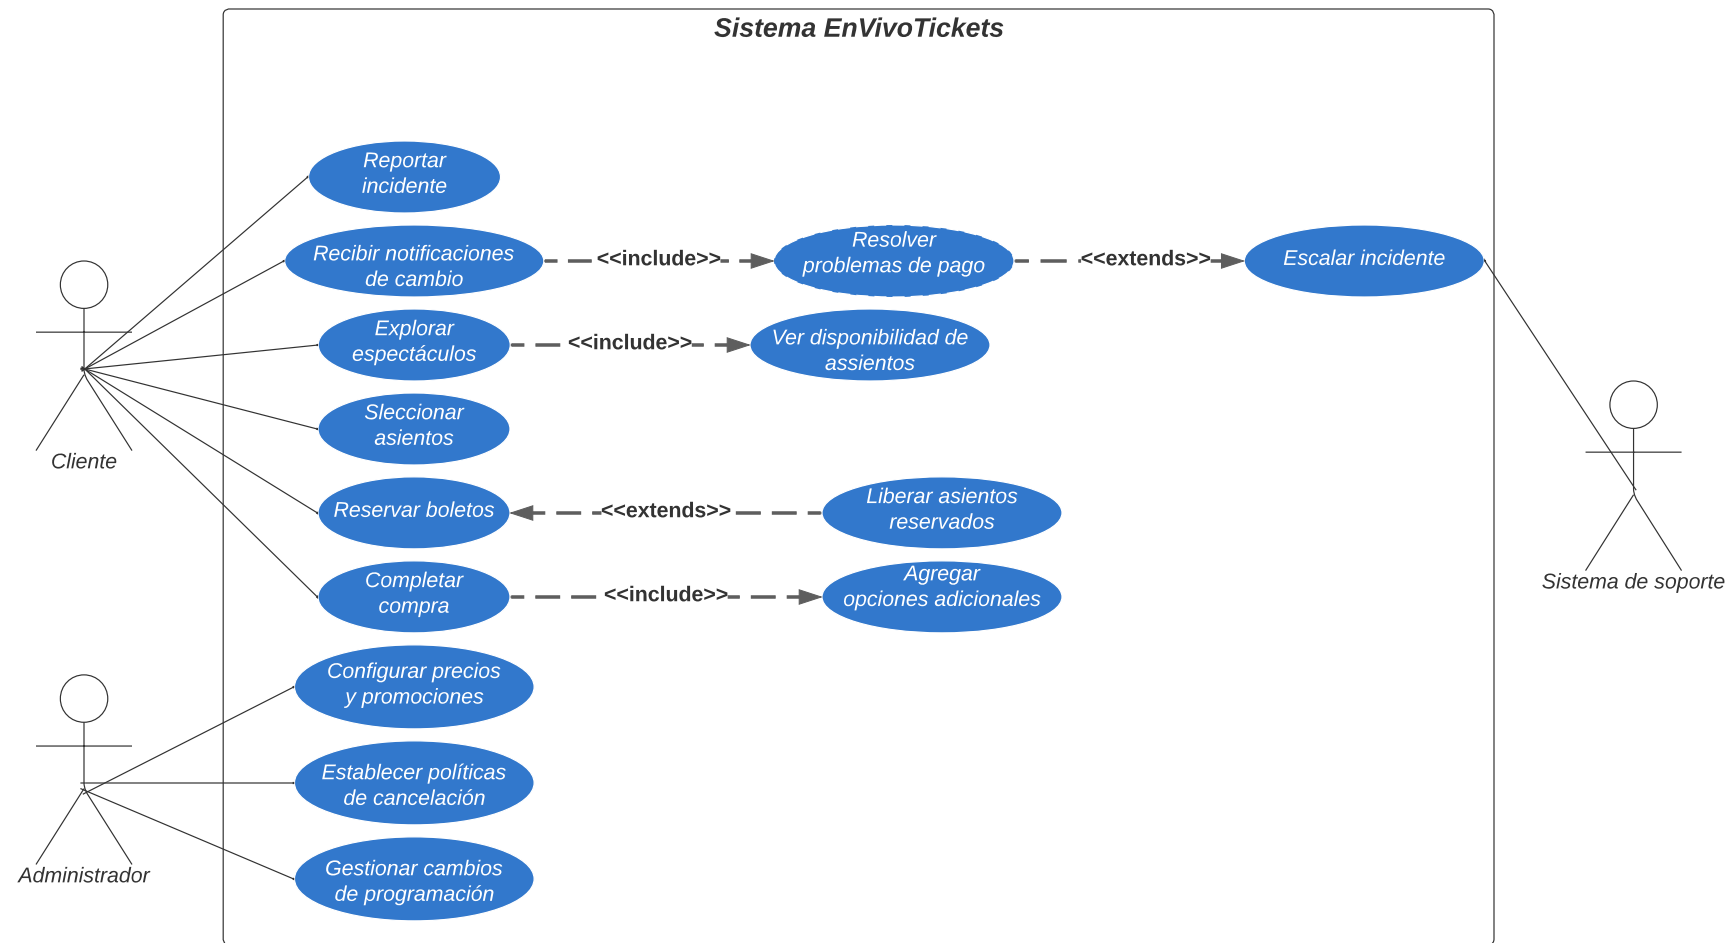 Sistema EnVivoTickets
Reportar
incidente
Recibir notificaciones
de cambio
<<include>>
Resolver
problemas de pago
<<extends>>
Escalar incidente
Explorar
espectáculos
<<include>>
Ver disponibilidad de
assientos
Sleccionar
asientos
Cliente
Reservar boletos
<<extends>>
Liberar asientos
reservados
Sistema de soporte
Completar
compra
<<include>>
Agregar
opciones adicionales
Configurar precios
y promociones
Establecer políticas
de cancelación
Administrador
Gestionar cambios
de programación